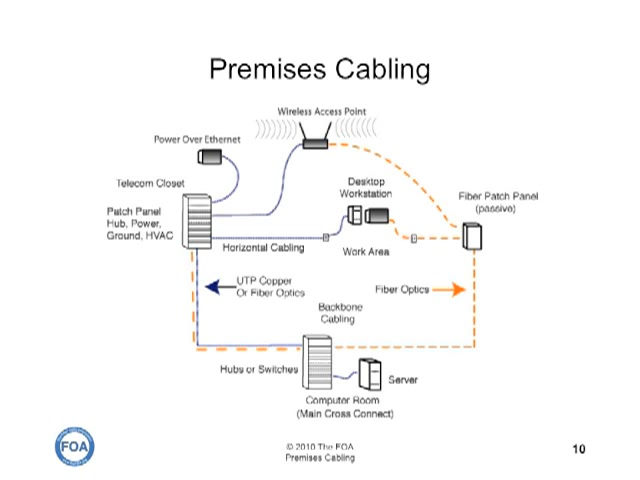 Premises Cabling
Wireless Access Point
Power Over Ethernet
Telecom Closet
Desktop
Workstation
Fiber Patch Panel
(passive)
Patch Panel
Hub, Power,
Ground, HVAC
Horizontal Cabling
Work Area
UTP Copper
Or Fiber Optics
Fiber Optics
Backbone
Cabling
Hubs or Switches
Server
Computer Room
(Main Cross Connect)
FOA
© 2010 The FOA
Premises Cabling
10